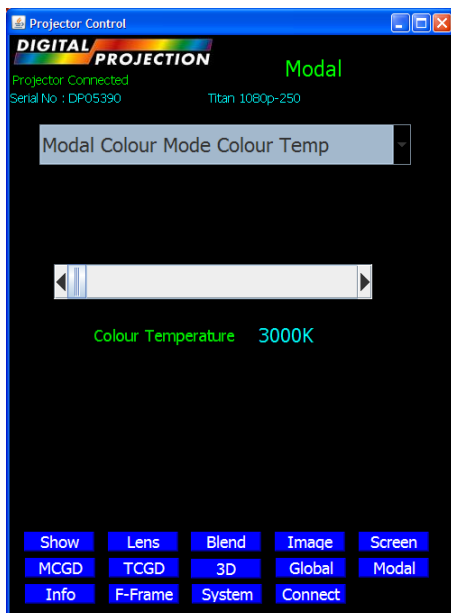 Projector Control
DIGITAL PROJECTION
Modal
Projector Connected
Serial No : DP05390 Titan 1080p-250
Modal Colour Mode Colour Temp
Colour Temperature 3000K
Show Lens Blend Image Screen
MCGD TCGD 3D Global Modal
Info F-Frame System Connect